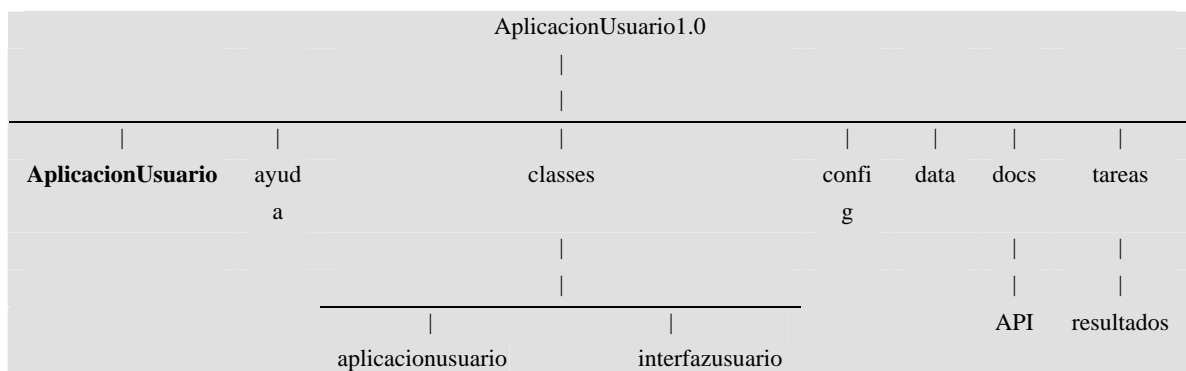 AplicacionUsuario1.0
|
|
| | | | | | |
AplicacionUsuario ayud classes confi data docs tareas
a g
| | |
| | |
| | API resultados
aplicacionusuario interfazusuario